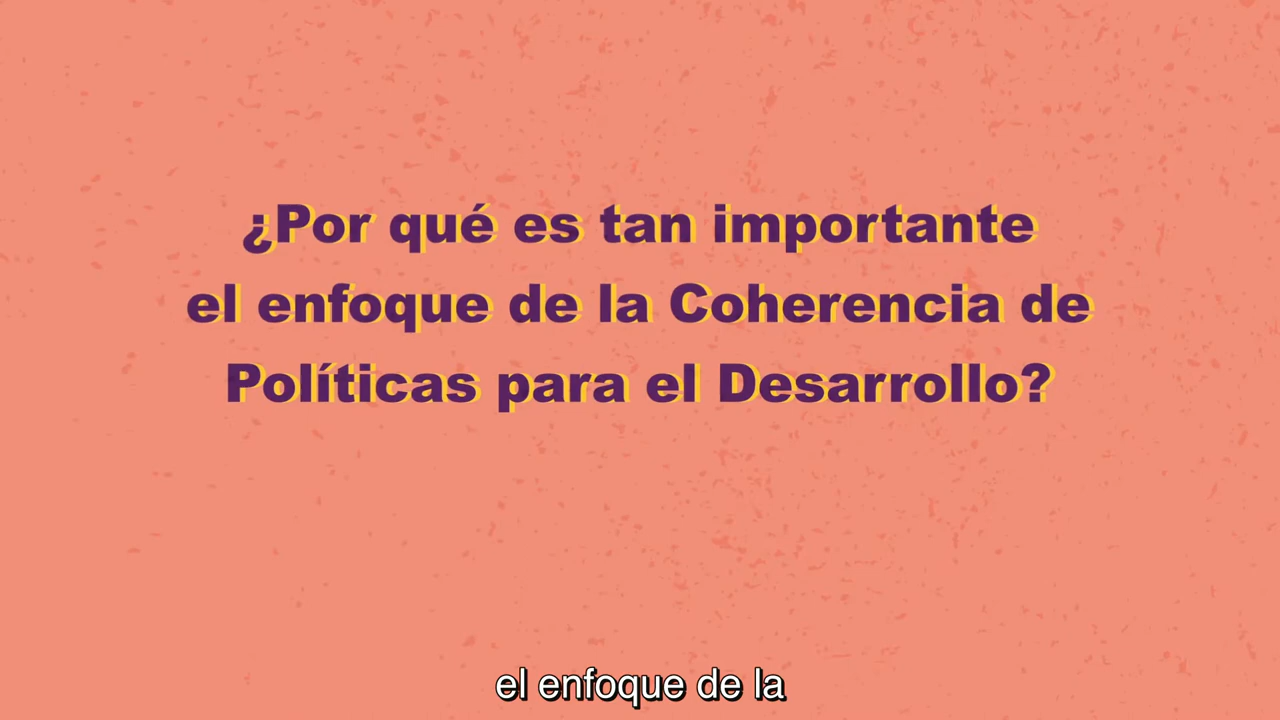 ¿Por qué es tan importante
el enfoque de la Coherencia de
Políticas para el Desarrollo?
el enfoque de la